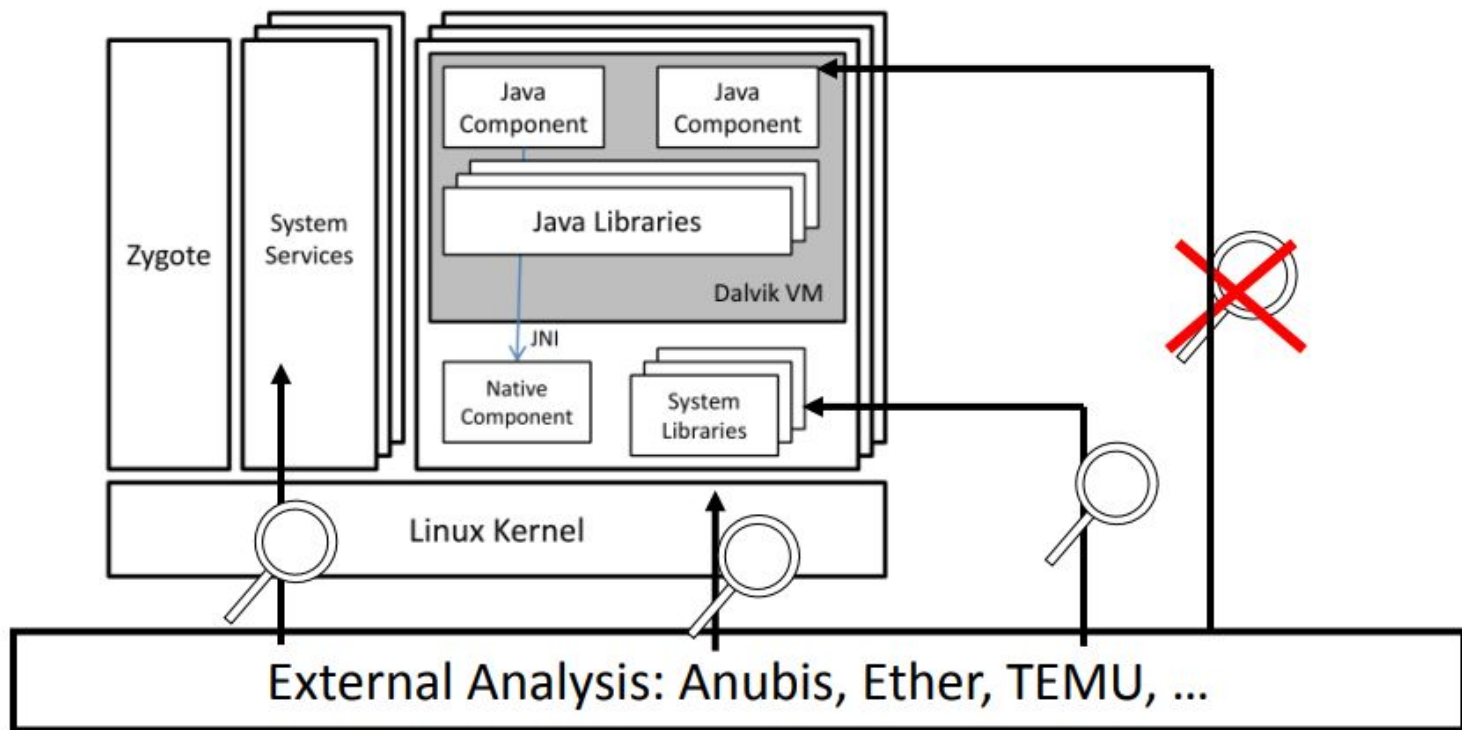 Java
Component
Java
Component
Java Libraries
Zygote
System
Services
Dalvik VM
JNI
Native
Component
System
Libraries
Linux Kernel
External Analysis: Anubis, Ether, TEMU, ...